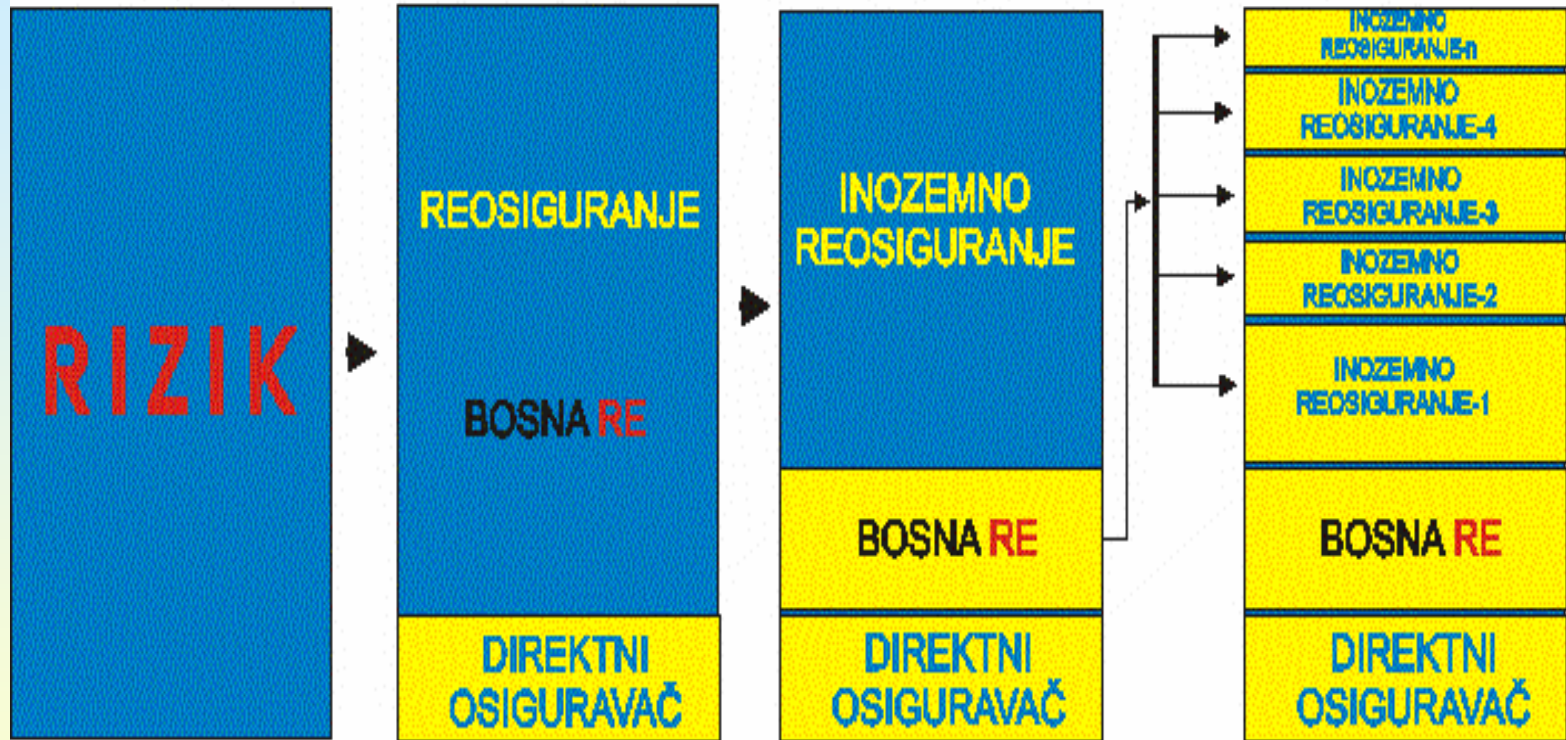 RIZIK
REOSIGURANJE
BOSNA RE
DIREKTNI
OSIGURAVAČ
INOZEMNO
REOSIGURANJE
BOSNA RE
DIREKTNI
OSIGURAVAČ
INOZEMNO
REOSIGURANJE-n
INOZEMNO
REOSIGURANJE-4
INOZEMNO
REOSIGURANJE-3
INOZEMNO
REOSIGURANJE-2
INOZEMNO
REOSIGURANJE-1
BOSNA RE
DIREKTNI
OSIGURAVAČ